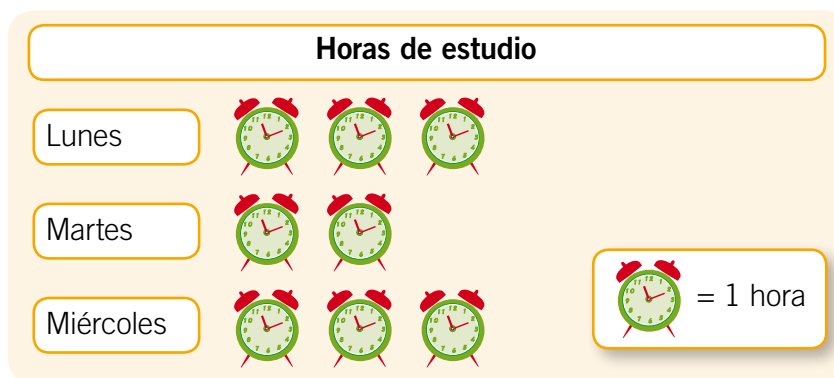 Horas de estudio
Lunes
Martes
Miércoles
= 1 hora